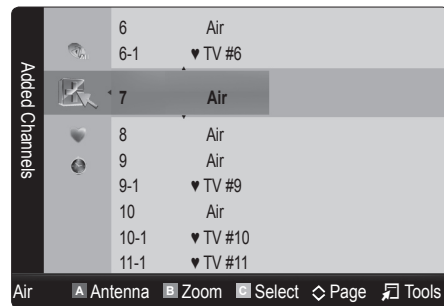 Added Channels
6 Air
6-1 ♥ TV #6
7 Air
8 Air
9 Air
9-1 ♥ TV #9
10 Air
10-1 ♥ TV #10
11-1 ♥ TV #11
Air A Antenna B Zoom C Select Page Tools